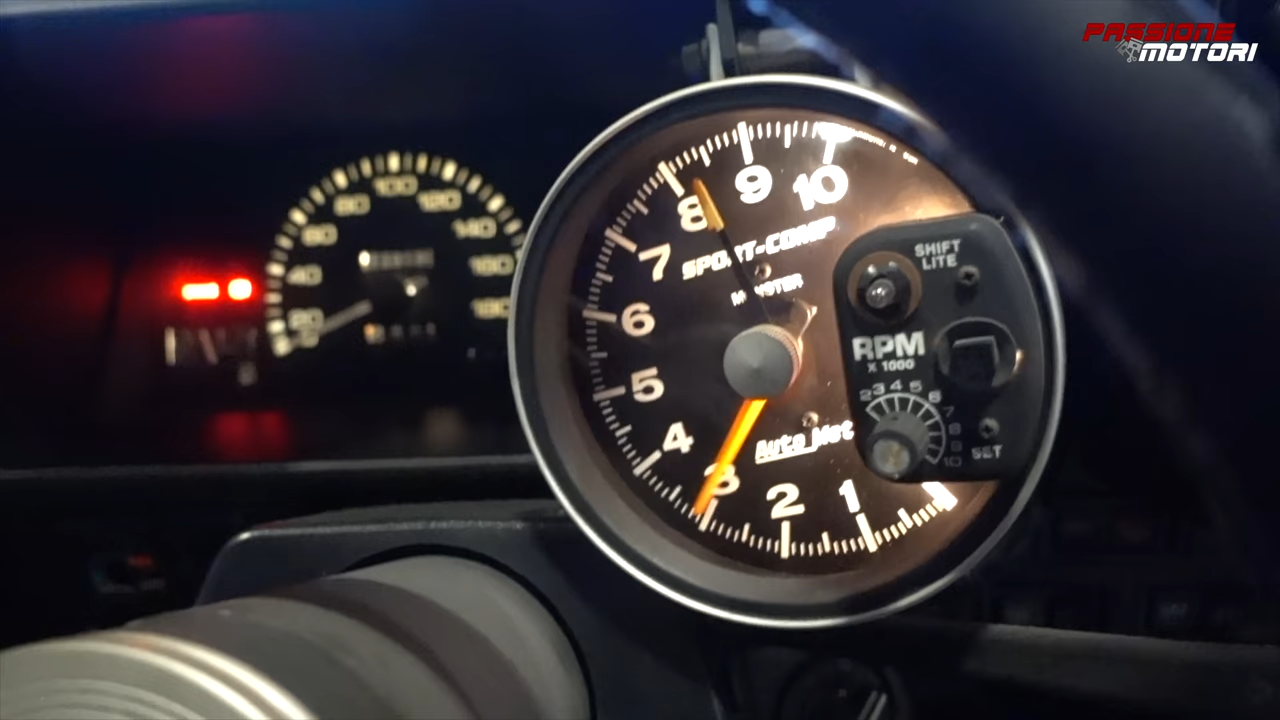 PASSIONE
MOTORI
100
80
120
60
140
40
160
20
180
10
9
8
7
6
5
4
3
2
1
SPORT-COMP
MONSTER
Auto Met
SHIFT
LITE
RPM
X 1000
2 3 4 5 6 7 8 9 10
SET